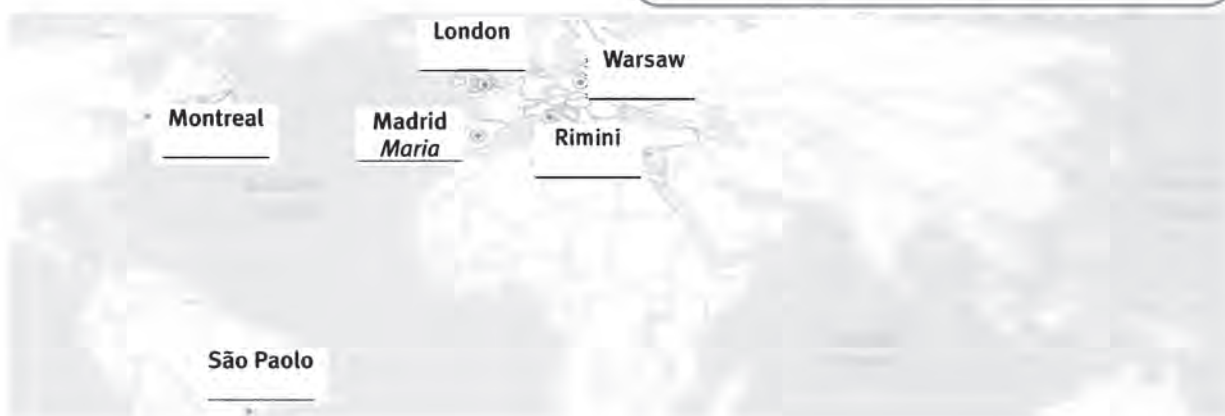 London
Warsaw
Montreal
Madrid
Maria
Rimini
São Paolo